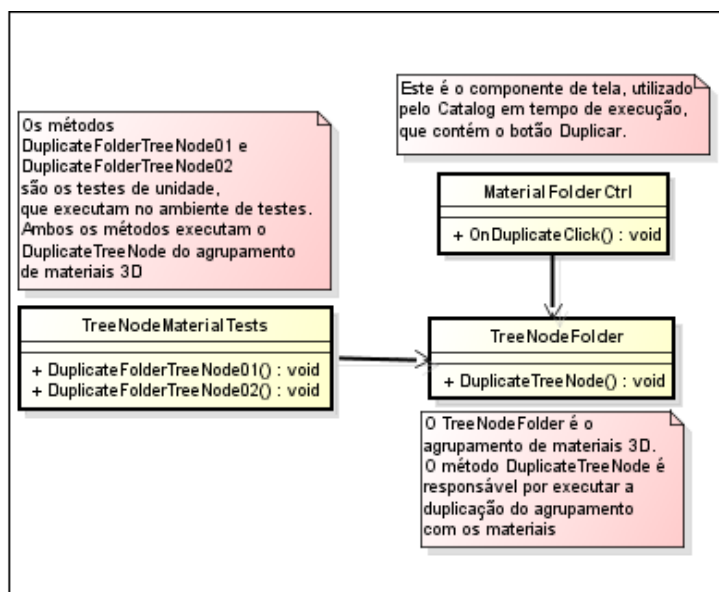 Este é o componente de tela, utilizado
pelo Catalog em tempo de execução,
que contém o botão Duplicar.
Os métodos
DuplicateFolderTreeNode01 e
DuplicateFolderTreeNode02
são os testes de unidade,
que executam no ambiente de testes.
Ambos os métodos executam o
DuplicateTreeNode do agrupamento
de materiais 3D
MaterialFolderCtrl
+ OnDuplicateClick() : void
TreeNodeMaterialTests
+ DuplicateFolderTreeNode01() : void
+ DuplicateFolderTreeNode02() : void
TreeNodeFolder
+ DuplicateTreeNode() : void
O TreeNodeFolder é o
agrupamento de materiais 3D.
O método DuplicateTreeNode é
responsável por executar a
duplicação do agrupamento
com os materiais